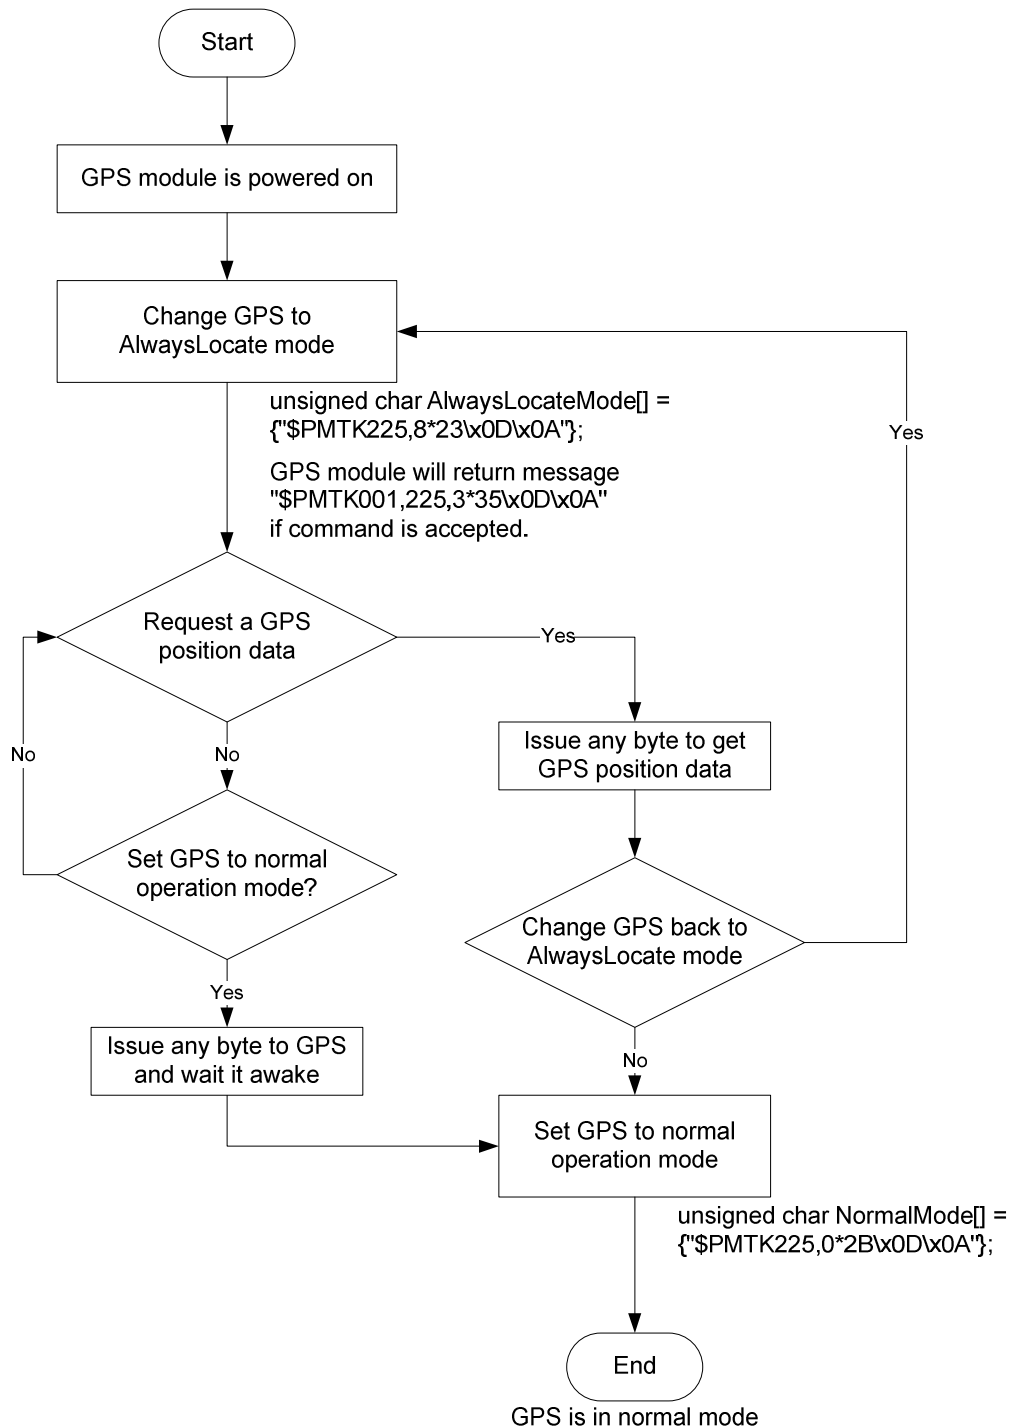 Start
GPS module is powered on
Change GPS to
AlwaysLocate mode
unsigned char AlwaysLocateMode[] =
{"$PMTK225,8*23\x0D\x0A"};
GPS module will return message
"$PMTK001,225,3*35\x0D\x0A"
if command is accepted.
Yes
Request a GPS
position data
Yes
No
No
Issue any byte to get
GPS position data
Set GPS to normal
operation mode?
Change GPS back to
AlwaysLocate mode
Yes
Issue any byte to GPS
and wait it awake
No
Set GPS to normal
operation mode
unsigned char NormalMode[] =
{"$PMTK225,0*2B\x0D\x0A"};
End
GPS is in normal mode